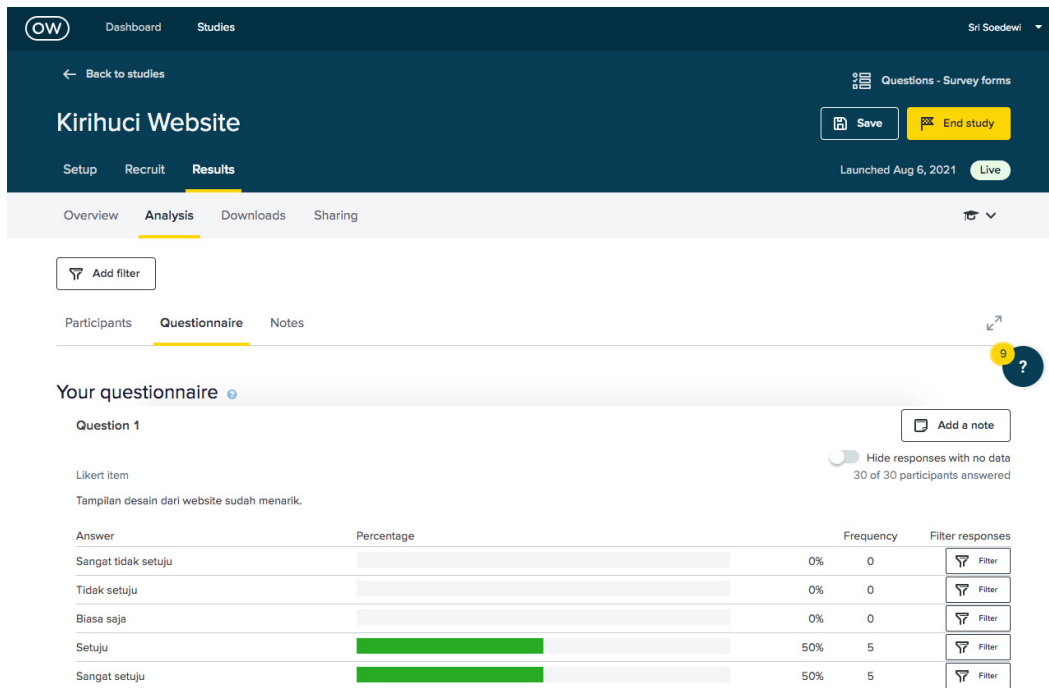 OW Dashboard Studies Sri Soedewi
Back to studies
Questions - Survey forms
Kirihuci Website
Save End study
Setup Recruit Results
Launched Aug 6, 2021 Live
Overview Analysis Downloads Sharing
Add filter
Participants Questionnaire Notes
9
?
Your questionnaire ?
Question 1
Add a note
Hide responses with no data
Likert item
30 of 30 participants answered
Tampilan desain dari website sudah menarik.
Answer Percentage Frequency Filter responses
Sangat tidak setuju 0% 0 Filter
Tidak setuju 0% 0 Filter
Biasa saja 0% 0 Filter
Setuju 50% 5 Filter
Sangat setuju 50% 5 Filter